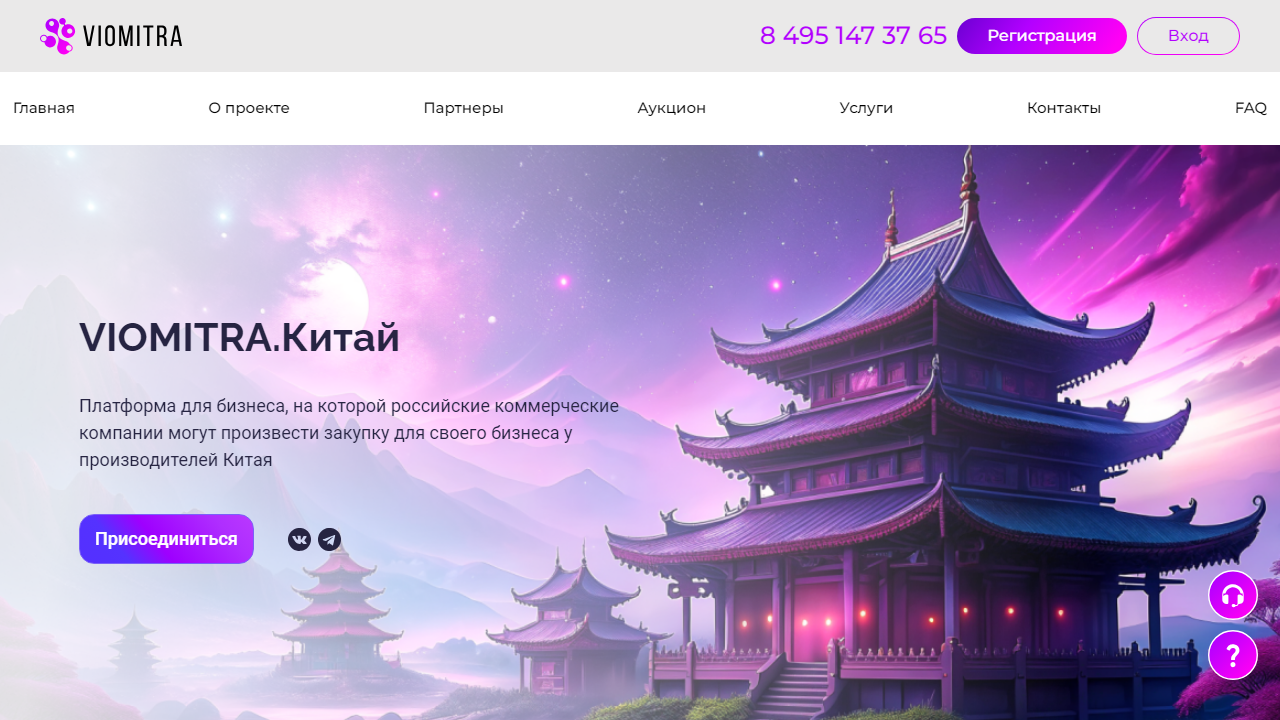 VIOMITRA
8 495 147 37 65
Регистрация
Вход
Главная
О проекте
Партнеры
Аукцион
Услуги
Контакты
FAQ
VIOMITRA.Китай
Платформа для бизнеса, на которой российские коммерческие
компании могут произвести закупку для своего бизнеса у
производителей Китая
Присоединиться
?